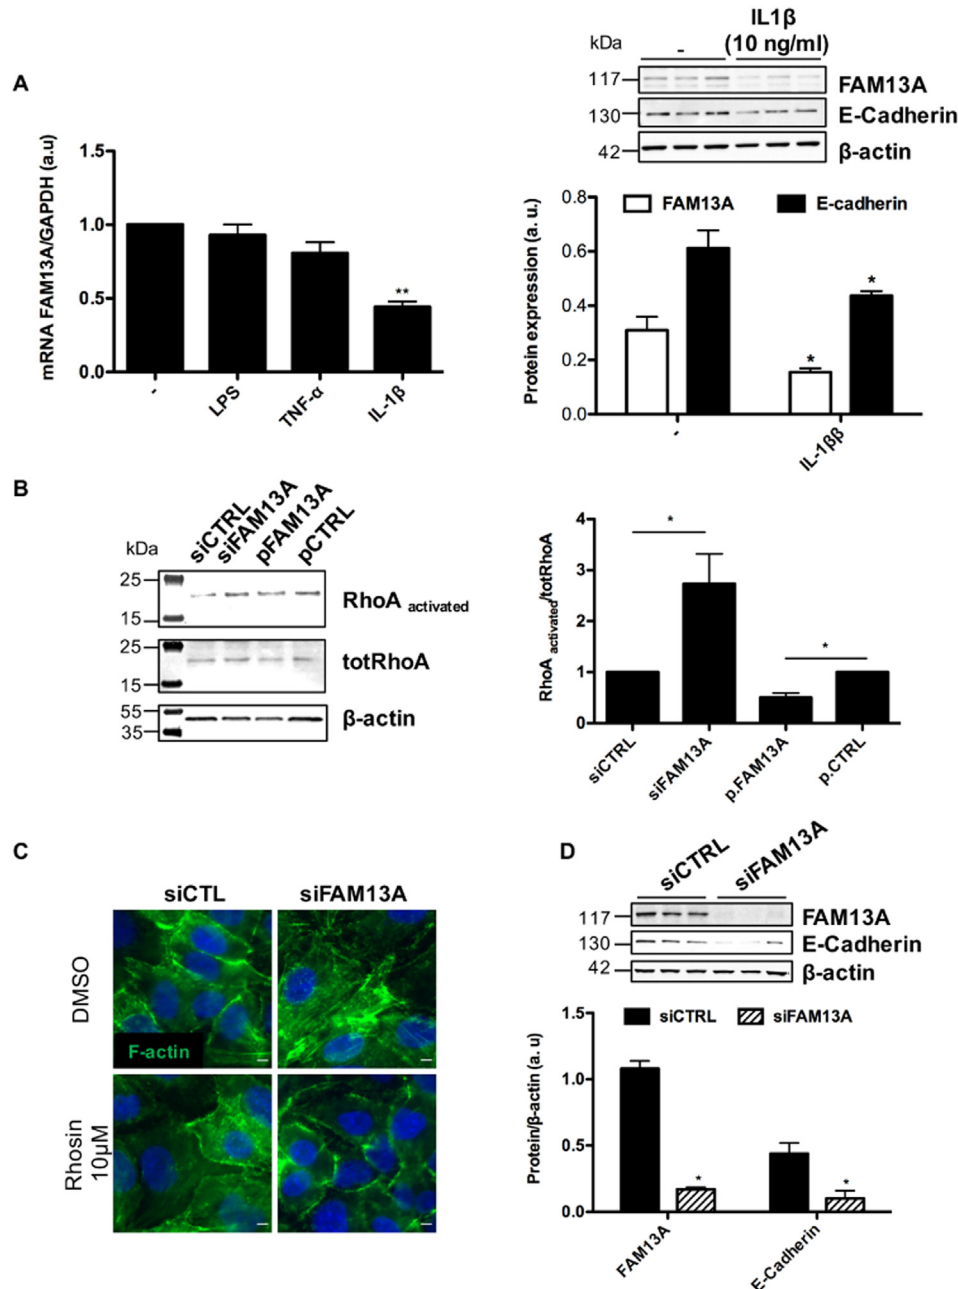 A
mRNA FAM13A/GAPDH (a.u)
1.5
1.0
0.5
0.0
**
-
LPS
TNF-α
IL-1β
IL1β
(10 ng/ml)
kDa
-
117
FAM13A
130
E-Cadherin
42
β-actin
Protein expression (a. u.)
0.8
0.6
0.4
0.2
0.0
FAM13A
E-cadherin
*
*
-
IL-1ββ
B
siCTRL
siFAM13A
pFAM13A
pCTRL
kDa
25
15
RhoA activated
25
15
totRhoA
55
35
β-actin
RhoA activated/totRhoA
4
3
2
1
0
*
*
siCTRL
siFAM13A
p.FAM13A
p.CTRL
C
siCTL
siFAM13A
DMSO
F-actin
Rhosin
10µM
D
siCTRL
siFAM13A
117
FAM13A
130
E-Cadherin
42
β-actin
Protein/β-actin (a. u)
1.5
1.0
0.5
0.0
siCTRL
siFAM13A
*
*
FAM13A
E-Cadherin